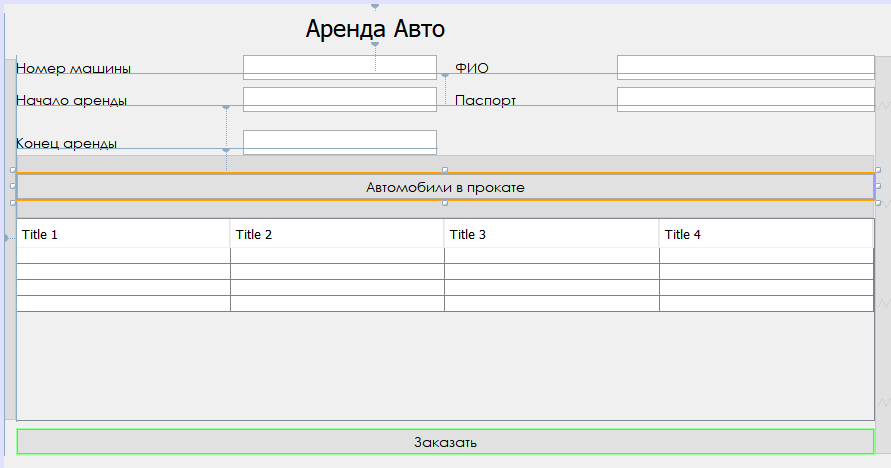 Аренда Авто
Номер машины ФИО
Начало аренды Паспорт
Конец аренды
Автомобили в прокате
Title 1 Title 2 Title 3 Title 4
Заказать